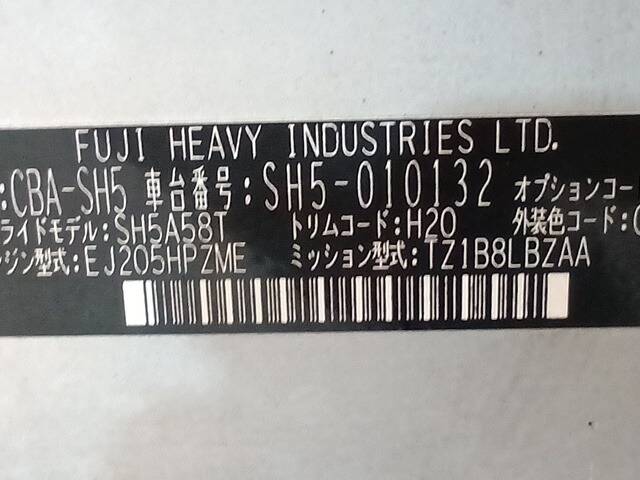 FUJI HEAVY INDUSTRIES LTD.
:CBA-SH5 車台番号:SH5-010132 オプションコー
ライドモデル:SH5A58T トリムコード:H20 外装色コード:
ンジン型式:EJ205HPZME ミッション型式:TZ1B8LBZAA